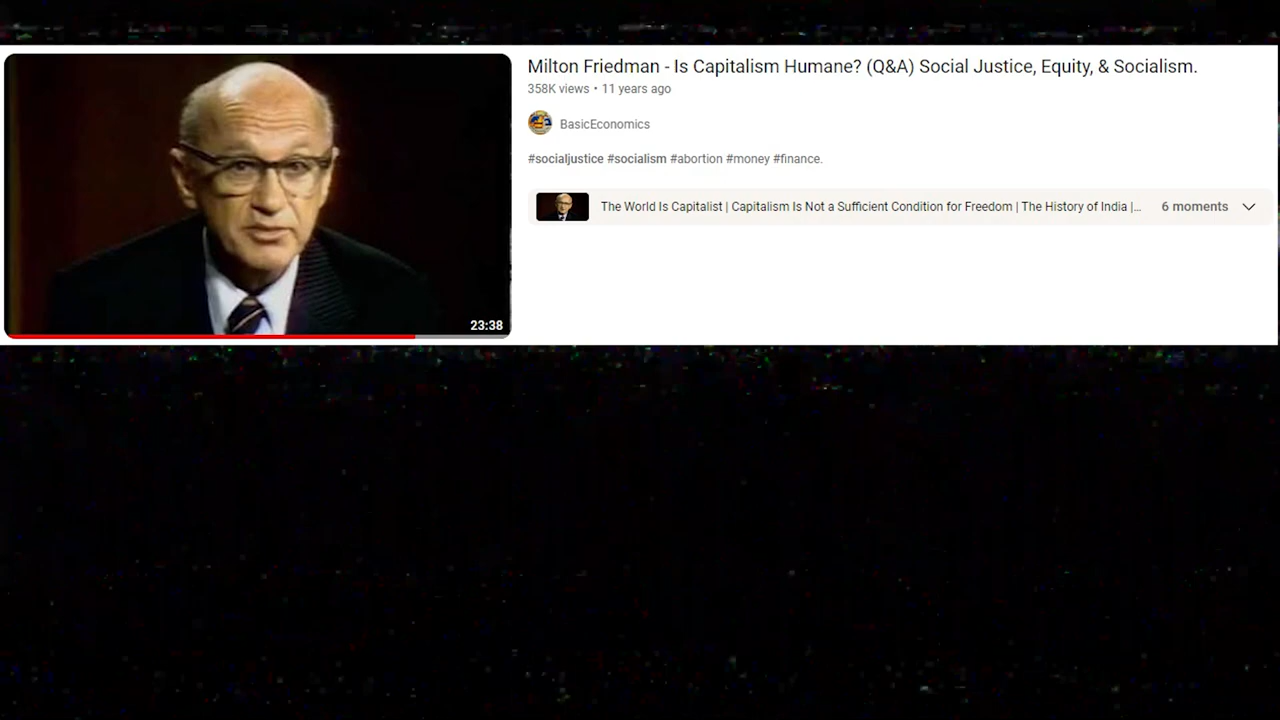 Milton Friedman - Is Capitalism Humane? (Q&A) Social Justice, Equity, & Socialism.
358K views • 11 years ago
BasicEconomics
#socialjustice #socialism #abortion #money #finance.
The World Is Capitalist | Capitalism Is Not a Sufficient Condition for Freedom | The History of India |... 6 moments
23:38